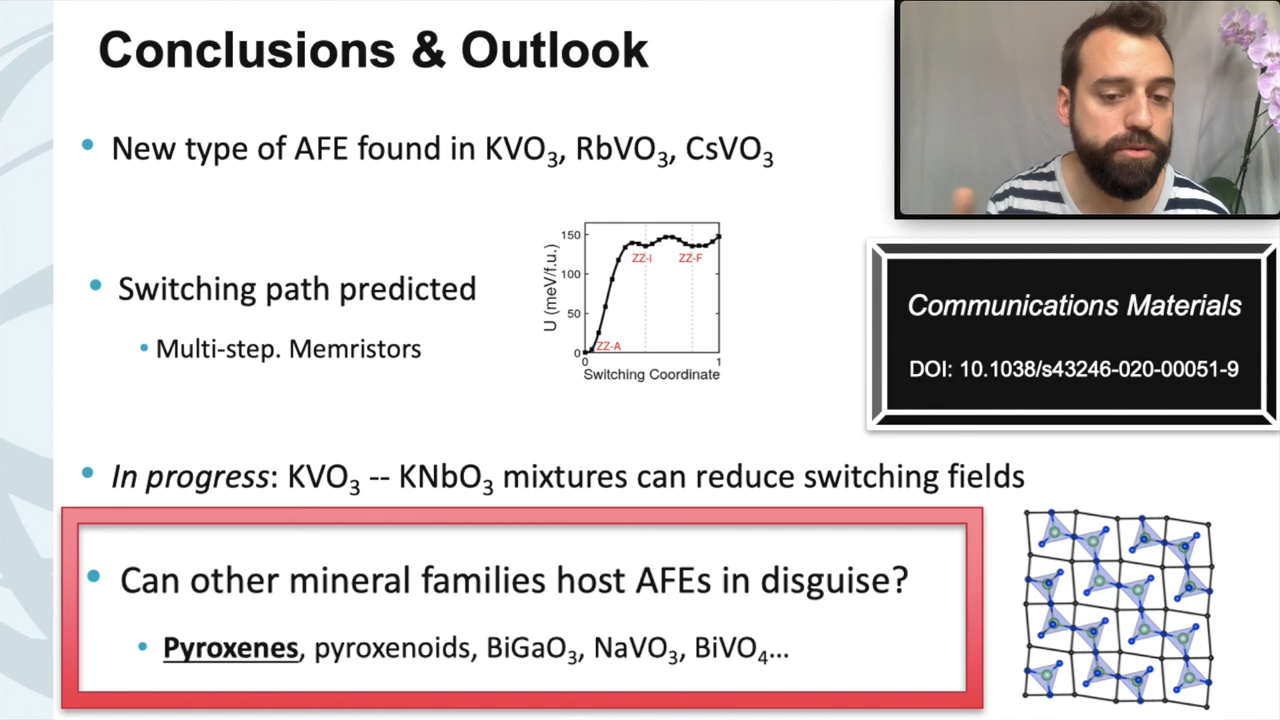 Conclusions & Outlook
• New type of AFE found in KVO₃, RbVO₃, CsVO₃
• Switching path predicted
• Multi-step. Memristors
U (meV/f.u.)
150
100
50
0
ZZ-i
ZZ-F
ZZ-A
0
1
Switching Coordinate
Communications Materials
DOI: 10.1038/s43246-020-00051-9
• In progress: KVO₃ -- KNbO₃ mixtures can reduce switching fields
• Can other mineral families host AFEs in disguise?
• Pyroxenes, pyroxenoids, BiGaO₃, NaVO₃, BiVO₄...